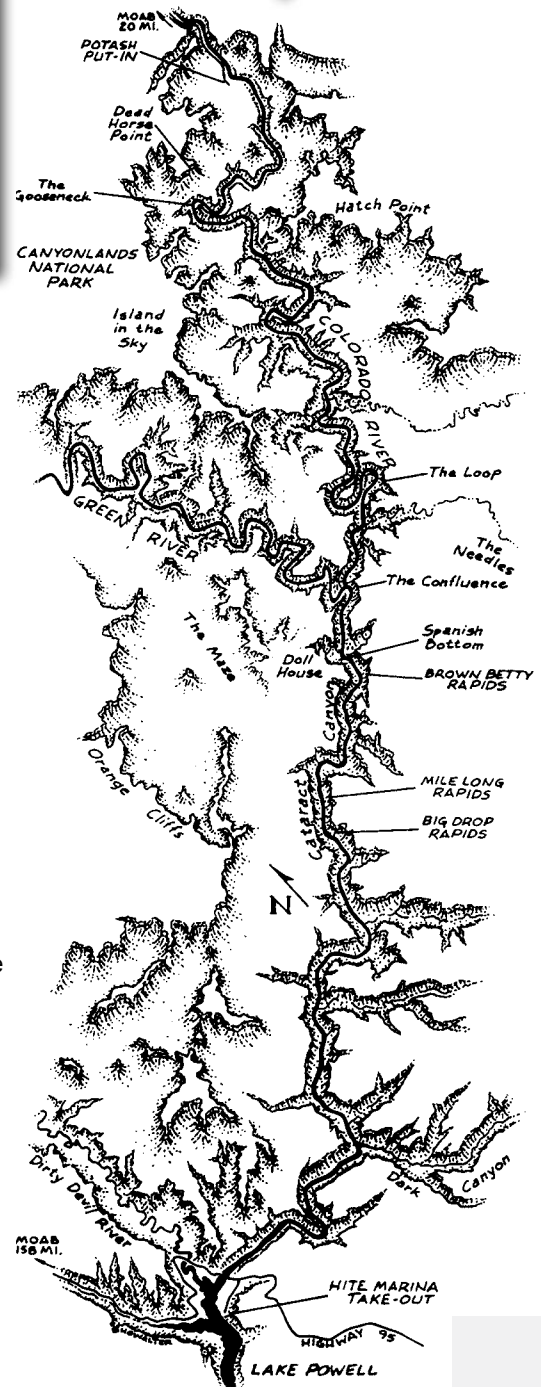 MOAB
20 MI.
POTASH
PUT-IN
Dead
Horse
Point
The
Gooseneck
Hatch Point
CANYONLANDS
NATIONAL
PARK
Island
in the
Sky
COLORADO RIVER
The Loop
GREEN RIVER
The
Needles
The Confluence
The Maze
Spanish
Bottom
Doll
House
BROWN BETTY
RAPIDS
Cataract Canyon
Orange Cliffs
MILE LONG
RAPIDS
BIG DROP
RAPIDS
N
e
Dark Canyon
Dirty Devil River
MOAB
158 MI.
HITE MARINA
TAKE-OUT
HIGHWAY 95
LAKE POWELL